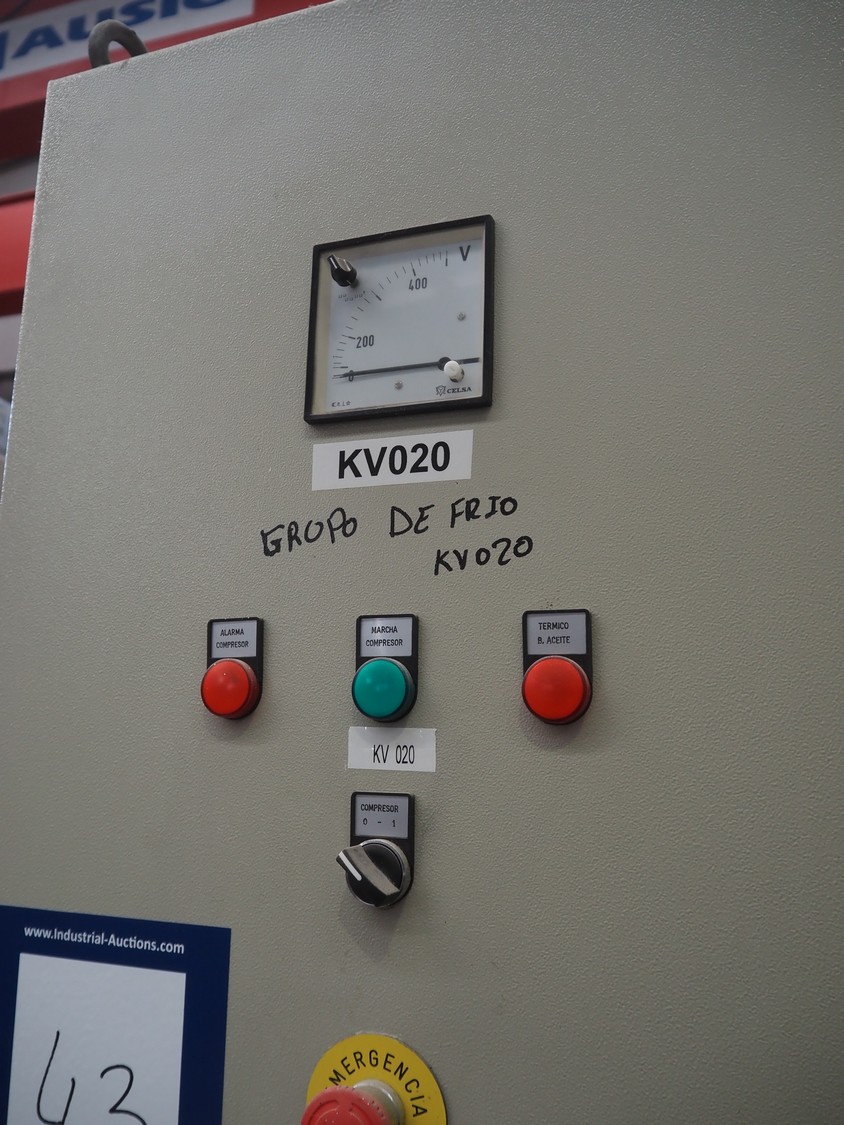 V
400
200
0
CELSA
KV020
GRUPO DE FRIO
KV020
ALARMA
COMPRESOR
MARCHA
COMPRESOR
TERMICO
B. ACEITE
KV 020
COMPRESOR
0 - 1
www.Industrial-Auctions.com
43
MERGENCIA